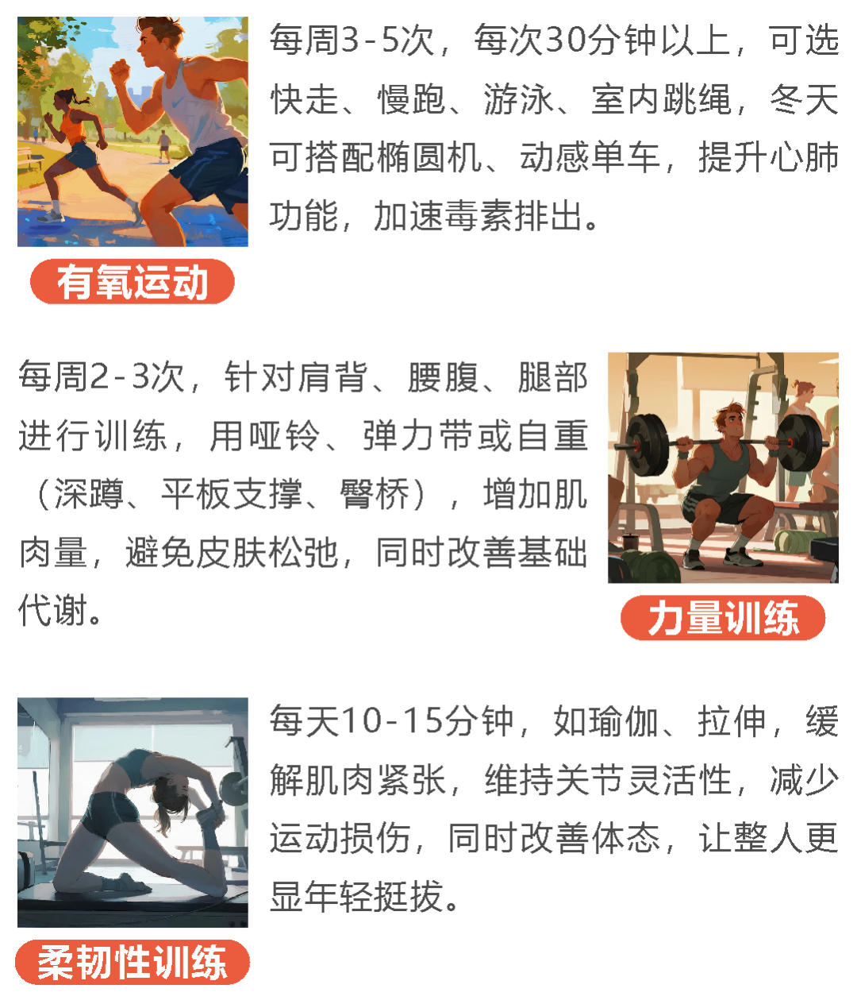 每周3-5次，每次30分钟以上，可选
快走、慢跑、游泳、室内跳绳，冬天
可搭配椭圆机、动感单车，提升心肺
功能，加速毒素排出。
有氧运动
每周2-3次，针对肩背、腰腹、腿部
进行训练，用哑铃、弹力带或自重
（深蹲、平板支撑、臀桥），增加肌
肉量，避免皮肤松弛，同时改善基础
代谢。
力量训练
每天10-15分钟，如瑜伽、拉伸，缓
解肌肉紧张，维持关节灵活性，减少
运动损伤，同时改善体态，让整人更
显年轻挺拔。
柔韧性训练